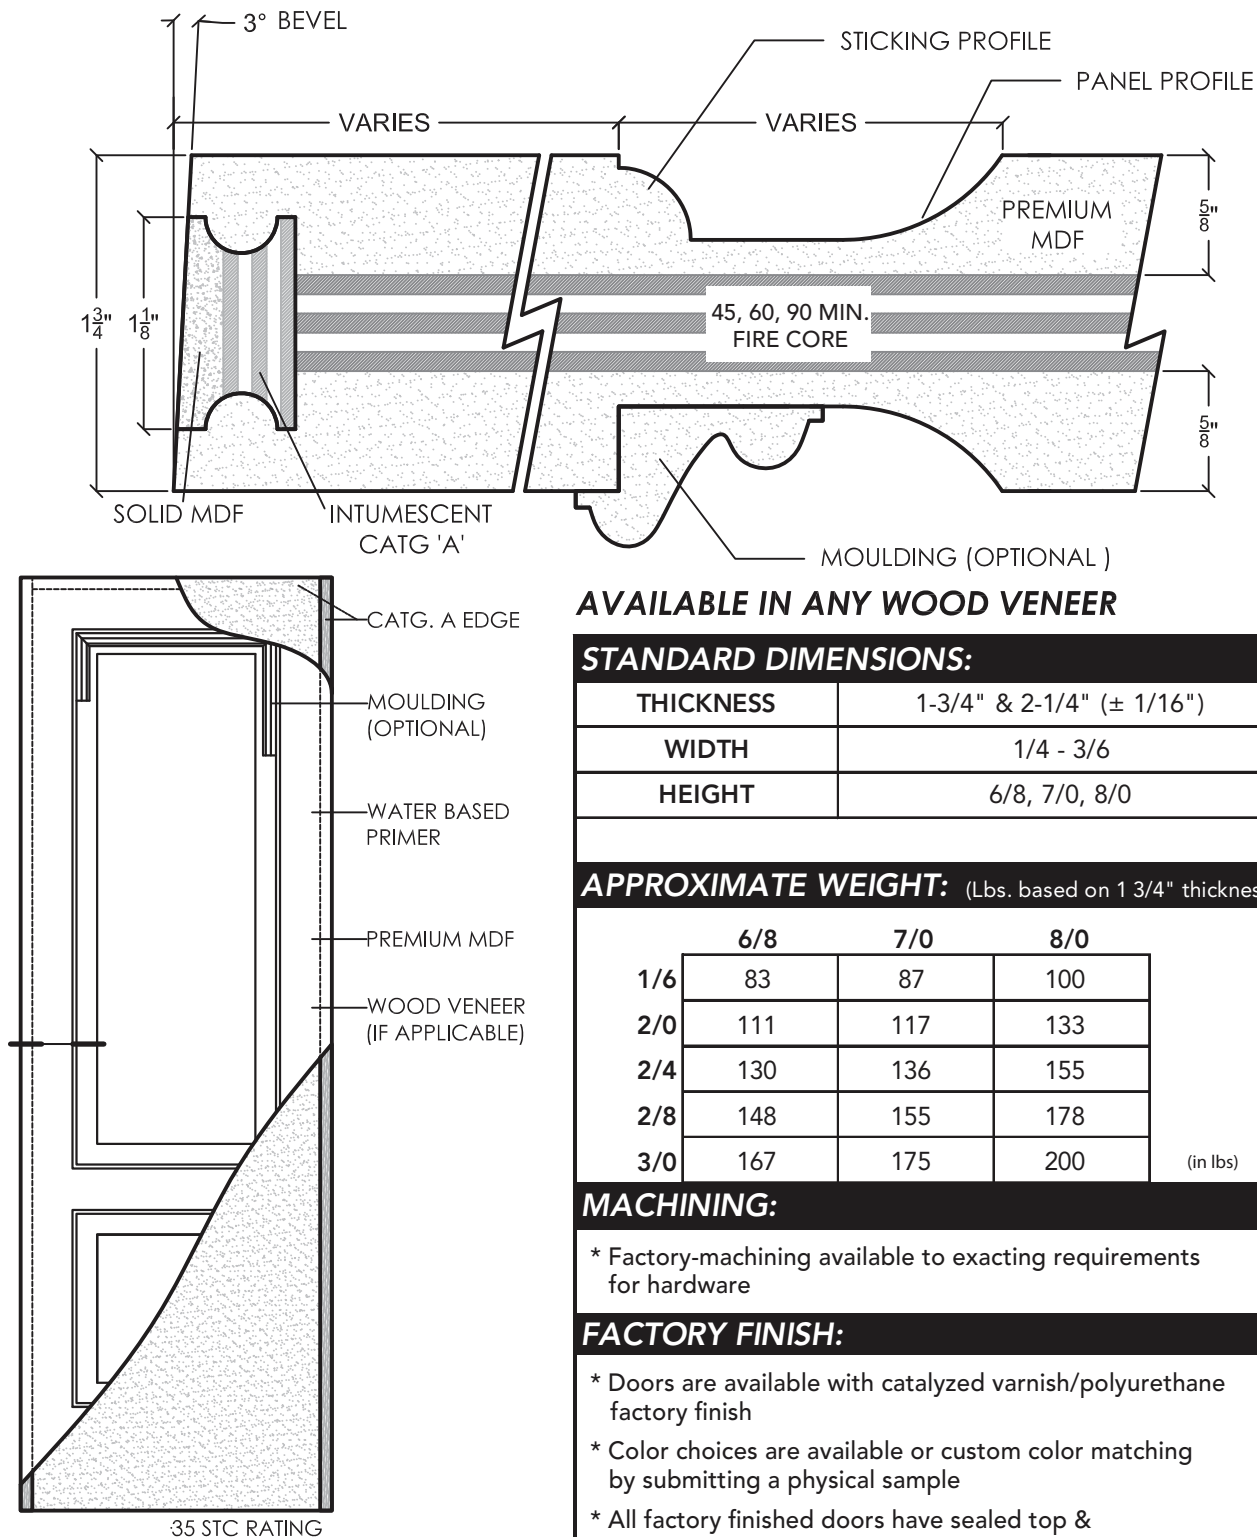 3° BEVEL
STICKING PROFILE
PANEL PROFILE
VARIES
VARIES
PREMIUM
MDF
5/8"
1 3/4"
1 1/8"
45, 60, 90 MIN.
FIRE CORE
5/8"
SOLID MDF
INTUMESCENT
CATG 'A'
MOULDING (OPTIONAL )
CATG. A EDGE
MOULDING
(OPTIONAL)
WATER BASED
PRIMER
PREMIUM MDF
WOOD VENEER
(IF APPLICABLE)
35 STC RATING
AVAILABLE IN ANY WOOD VENEER
STANDARD DIMENSIONS:
THICKNESS 1-3/4" & 2-1/4" (± 1/16")
WIDTH 1/4 - 3/6
HEIGHT 6/8, 7/0, 8/0
APPROXIMATE WEIGHT: (Lbs. based on 1 3/4" thicknes
6/8 7/0 8/0
1/6 83 87 100
2/0 111 117 133
2/4 130 136 155
2/8 148 155 178
3/0 167 175 200 (in lbs)
MACHINING:
* Factory-machining available to exacting requirements
for hardware
FACTORY FINISH:
* Doors are available with catalyzed varnish/polyurethane
factory finish
* Color choices are available or custom color matching
by submitting a physical sample
* All factory finished doors have sealed top &